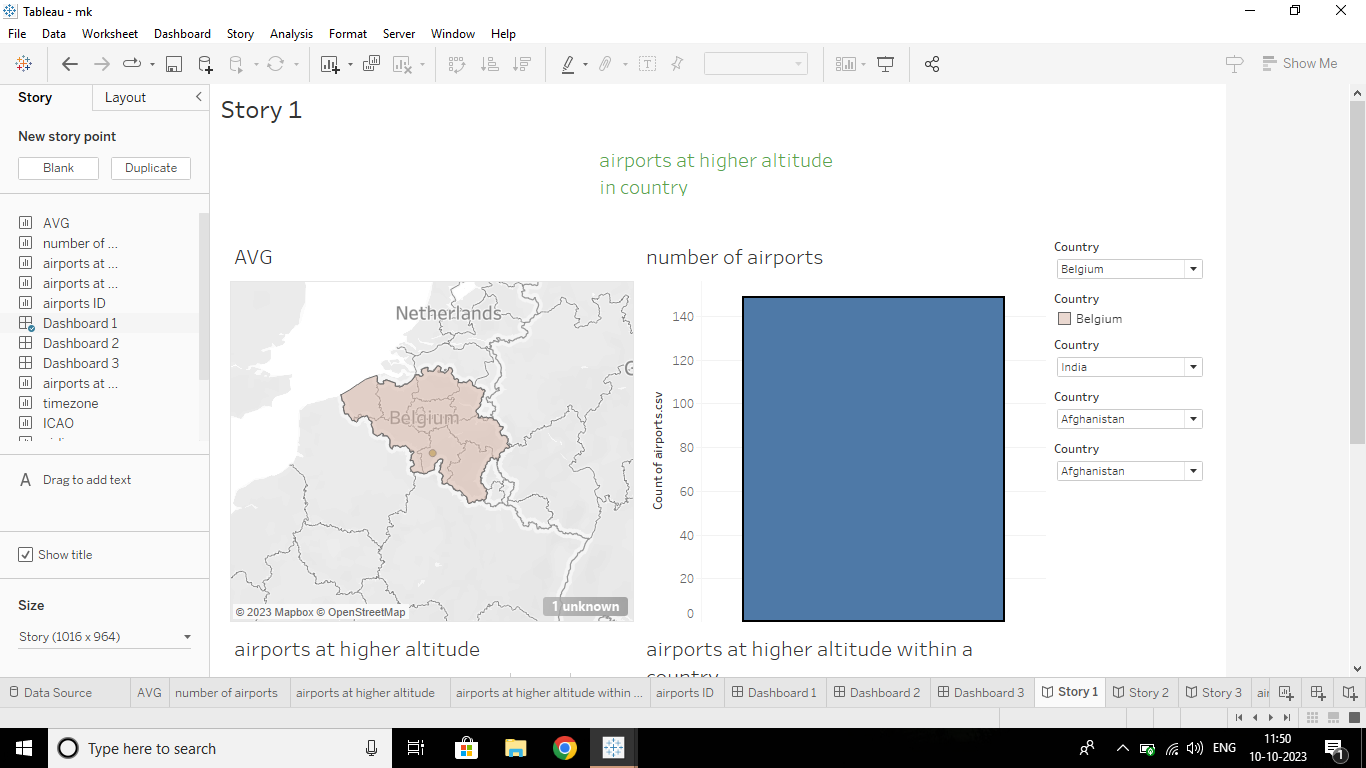 Tableau - mk
File Data Worksheet Dashboard Story Analysis Format Server Window Help
Show Me
Story Layout
New story point
Blank Duplicate
AVG
number of ...
airports at ...
airports at ...
airports ID
Dashboard 1
Dashboard 2
Dashboard 3
airports at ...
timezone
ICAO
A Drag to add text
Show title
Size
Story (1016 x 964)
Story 1
airports at higher altitude
in country
AVG
Netherlands
Belgium
© 2023 Mapbox © OpenStreetMap
1 unknown
number of airports
Count of airports.csv
140
120
100
80
60
40
20
0
Country
Belgium
Country
Belgium
Country
India
Country
Afghanistan
Country
Afghanistan
airports at higher altitude
airports at higher altitude within a
country
Data Source AVG number of airports airports at higher altitude airports at higher altitude within ... airports ID Dashboard 1 Dashboard 2 Dashboard 3 Story 1 Story 2 Story 3 air
Type here to search
ENG
11:50
10-10-2023
1